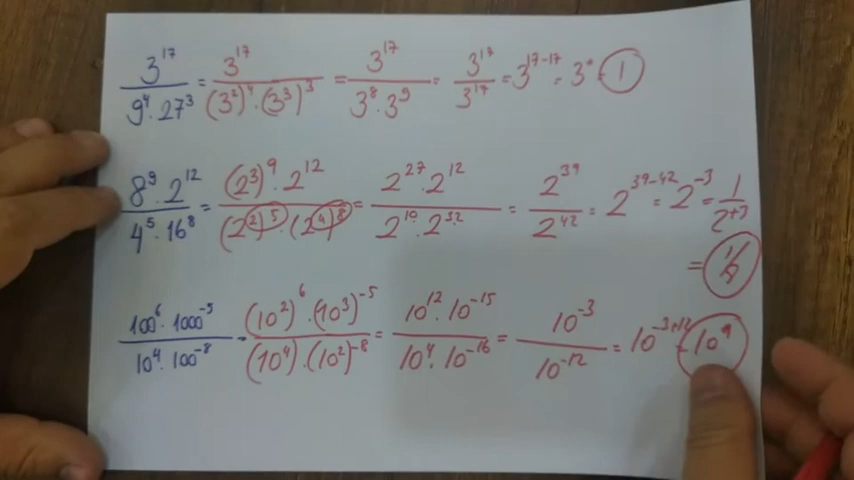 3^17 / (9^4 · 27^3) = 3^17 / ((3^2)^4 · (3^3)^3) = 3^17 / (3^8 · 3^9) = 3^17 / 3^17 = 3^(17-17) = 3^0 = 1
(8^9 · 2^12) / (4^5 · 16^8) = ((2^3)^9 · 2^12) / ((2^2)^5 · (2^4)^8) = (2^27 · 2^12) / (2^10 · 2^32) = 2^39 / 2^42 = 2^(39-42) = 2^-3 = 1 / 2^+3
= 1/8
(100^6 · 1000^-5) / (10^4 · 100^-8) = ((10^2)^6 · (10^3)^-5) / ((10^4) · (10^2)^-8) = (10^12 · 10^-15) / (10^4 · 10^-16) = 10^-3 / 10^-12 = 10^(-3+12) = 10^9